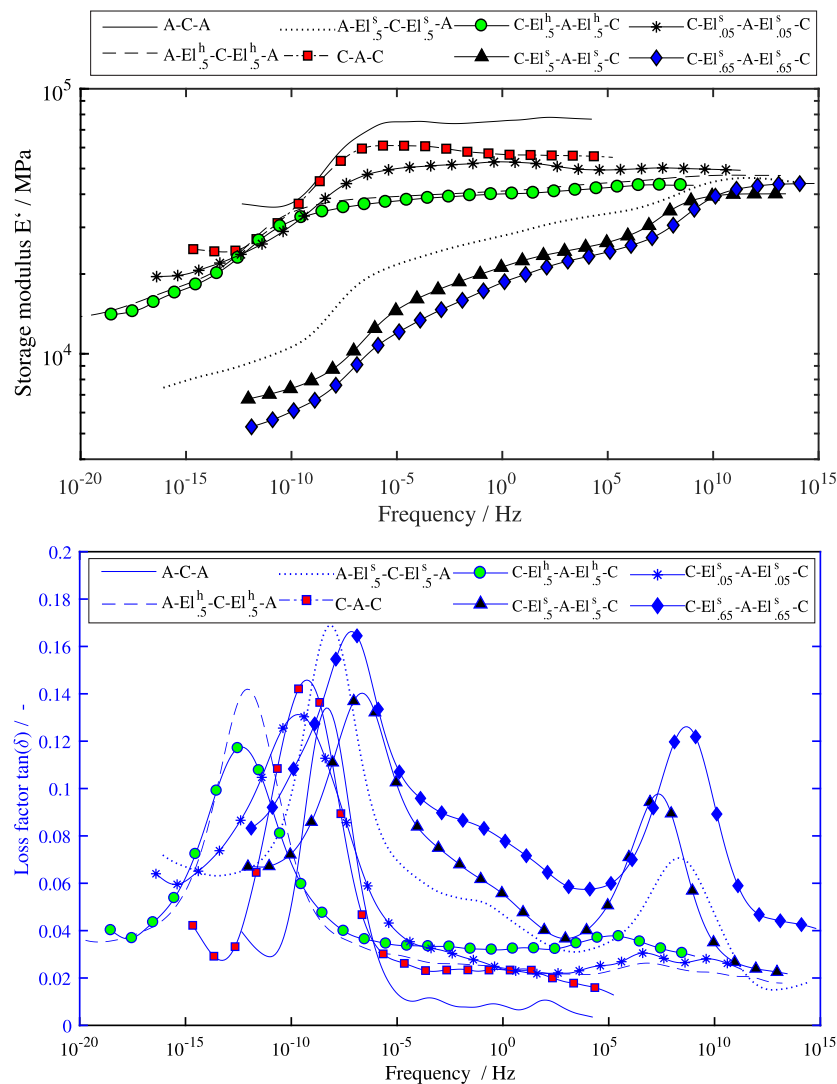 A-C-A
A-El^s_.5-C-El^s_.5-A
C-El^h_.5-A-El^h_.5-C
C-El^s_.05-A-El^s_.05-C
A-El^h_.5-C-El^h_.5-A
C-A-C
C-El^s_.5-A-El^s_.5-C
C-El^s_.65-A-El^s_.65-C
10^5
10^4
Storage modulus E‘ / MPa
10^-20 10^-15 10^-10 10^-5 10^0 10^5 10^10 10^15
Frequency / Hz
A-C-A
A-El^s_.5-C-El^s_.5-A
C-El^h_.5-A-El^h_.5-C
C-El^s_.05-A-El^s_.05-C
A-El^h_.5-C-El^h_.5-A
C-A-C
C-El^s_.5-A-El^s_.5-C
C-El^s_.65-A-El^s_.65-C
0.2
0.18
0.16
0.14
0.12
0.1
0.08
0.06
0.04
0.02
0
Loss factor tan(δ) / -
10^-20 10^-15 10^-10 10^-5 10^0 10^5 10^10 10^15
Frequency / Hz